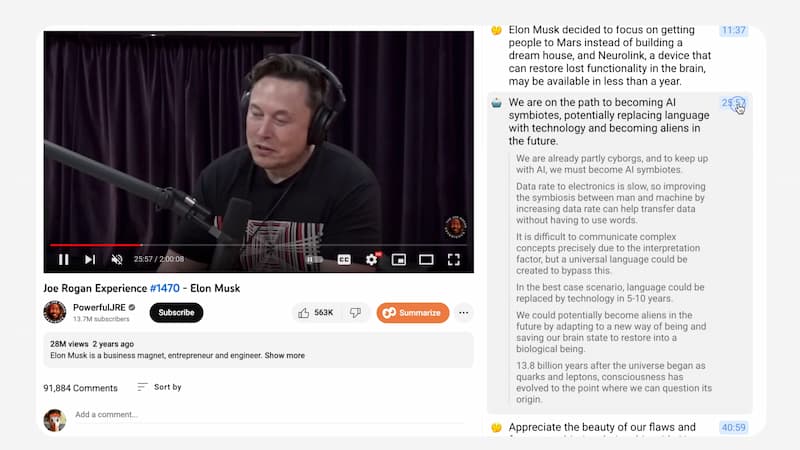 25:57 / 2:00:08
CC
Joe Rogan Experience #1470 - Elon Musk
PowerfulJRE
13.7M subscribers
Subscribe
563K
Summarize
28M views 2 years ago
Elon Musk is a business magnet, entrepreneur and engineer. Show more
91,884 Comments
Sort by
Add a comment...
Elon Musk decided to focus on getting
people to Mars instead of building a
dream house, and Neurolink, a device that
can restore lost functionality in the brain,
may be available in less than a year.
11:37
We are on the path to becoming AI
symbiotes, potentially replacing language
with technology and becoming aliens in
the future.
25:57
We are already partly cyborgs, and to keep up
with AI, we must become AI symbiotes.
Data rate to electronics is slow, so improving
the symbiosis between man and machine by
increasing data rate can help transfer data
without having to use words.
It is difficult to communicate complex
concepts precisely due to the interpretation
factor, but a universal language could be
created to bypass this.
In the best case scenario, language could be
replaced by technology in 5-10 years.
We could potentially become aliens in the
future by adapting to a new way of being and
saving our brain state to restore into a
biological being.
13.8 billion years after the universe began as
quarks and leptons, consciousness has
evolved to the point where we can question its
origin.
Appreciate the beauty of our flaws and
40:59